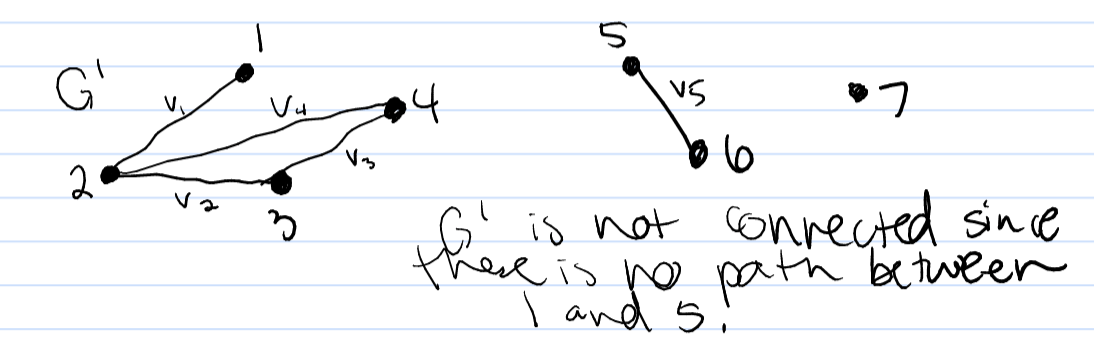 1
5
G'
v₁
v₄
4
v₅
7
2
v₂
v₃
6
3
G' is not connected since
there is no path between
1 and 5.